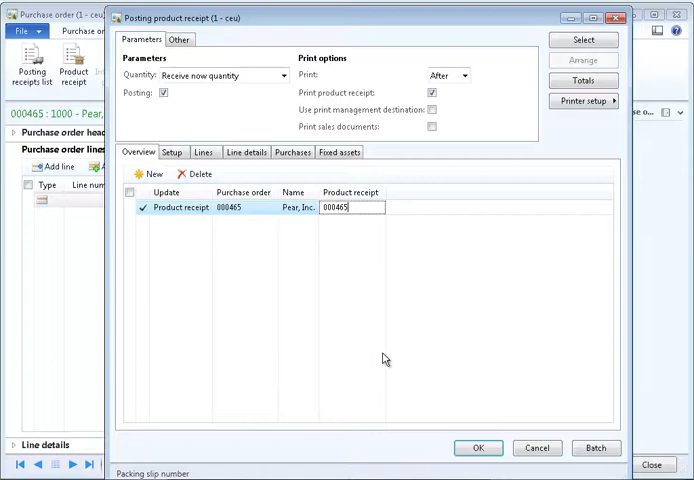 Purchase order (1 - ceu)
File
Purchase or
Posting receipts list
Product receipt
000465 : 1000 - Pear,
Purchase order head
Purchase order lines
Add line
Type Line num
Line details
Posting product receipt (1 - ceu)
Parameters Other
Parameters
Quantity: Receive now quantity
Posting:
Print options
Print: After
Print product receipt:
Use print management destination:
Print sales documents:
Select
Arrange
Totals
Printer setup
Overview Setup Lines Line details Purchases Fixed assets
New Delete
Update Purchase order Name Product receipt
Product receipt 000465 Pear, Inc. 000465
OK Cancel Batch
Packing slip number
se o...
Close